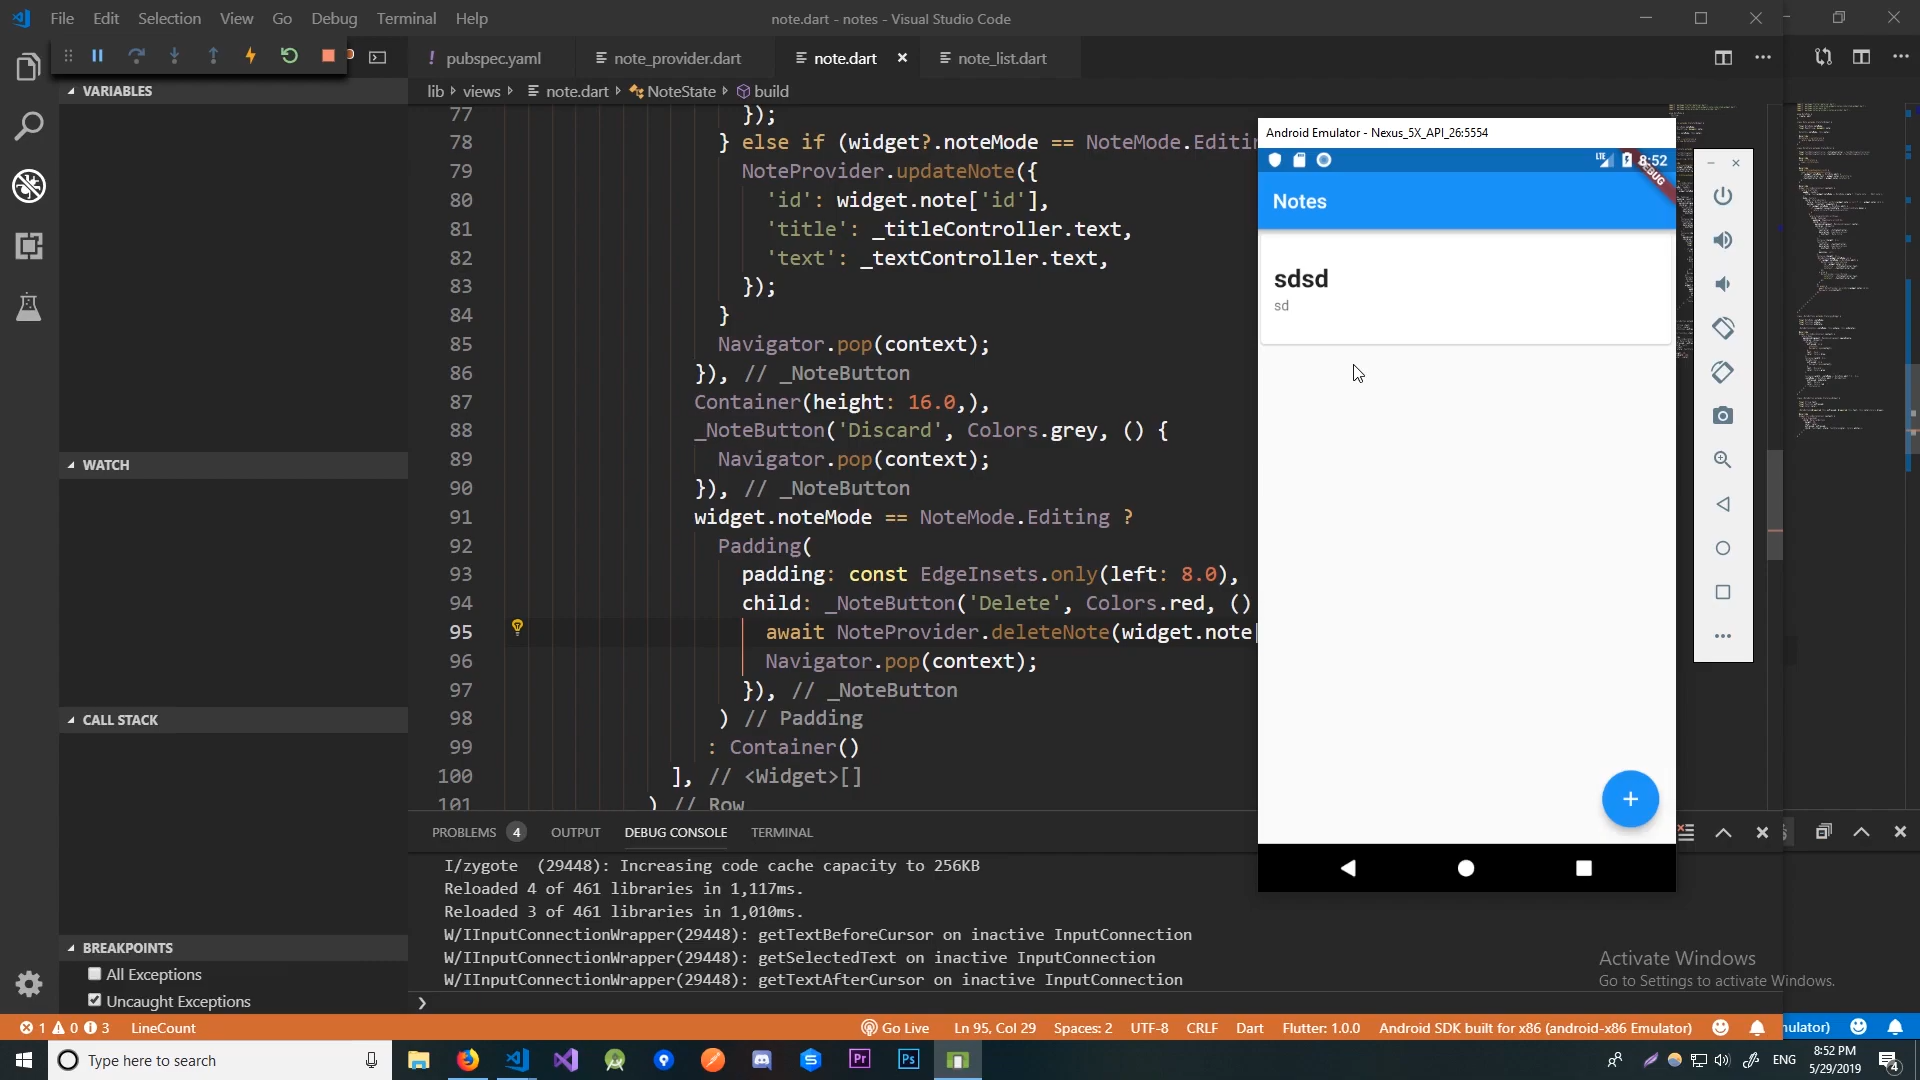 File Edit Selection View Go Debug Terminal Help
note.dart - notes - Visual Studio Code
pubspec.yaml
note_provider.dart
note.dart
note_list.dart
VARIABLES
lib views note.dart NoteState build
77 });
78 } else if (widget?.noteMode == NoteMode.Editin
79 NoteProvider.updateNote({
80 'id': widget.note['id'],
81 'title': _titleController.text,
82 'text': _textController.text,
83 });
84 }
85 Navigator.pop(context);
86 }), // _NoteButton
87 Container(height: 16.0,),
88 _NoteButton('Discard', Colors.grey, () {
89 Navigator.pop(context);
90 }), // _NoteButton
91 widget.noteMode == NoteMode.Editing ?
92 Padding(
93 padding: const EdgeInsets.only(left: 8.0),
94 child: _NoteButton('Delete', Colors.red, ()
95 await NoteProvider.deleteNote(widget.note[
96 Navigator.pop(context);
97 }), // _NoteButton
98 ) // Padding
99 : Container()
100 ], // <Widget>[]
101 ) // Row
WATCH
CALL STACK
BREAKPOINTS
All Exceptions
Uncaught Exceptions
Android Emulator - Nexus_5X_API_26:5554
LTE 8:52
DEBUG
Notes
sdsd
sd
+
PROBLEMS 4 OUTPUT DEBUG CONSOLE TERMINAL
I/zygote (29448): Increasing code cache capacity to 256KB
Reloaded 4 of 461 libraries in 1,117ms.
Reloaded 3 of 461 libraries in 1,010ms.
W/IInputConnectionWrapper(29448): getTextBeforeCursor on inactive InputConnection
W/IInputConnectionWrapper(29448): getSelectedText on inactive InputConnection
W/IInputConnectionWrapper(29448): getTextAfterCursor on inactive InputConnection
Activate Windows
Go to Settings to activate Windows.
1 0 3 LineCount
Go Live Ln 95, Col 29 Spaces: 2 UTF-8 CRLF Dart Flutter: 1.0.0 Android SDK built for x86 (android-x86 Emulator)
nulator)
Type here to search
Pr
Ps
ENG
8:52 PM
5/29/2019
4